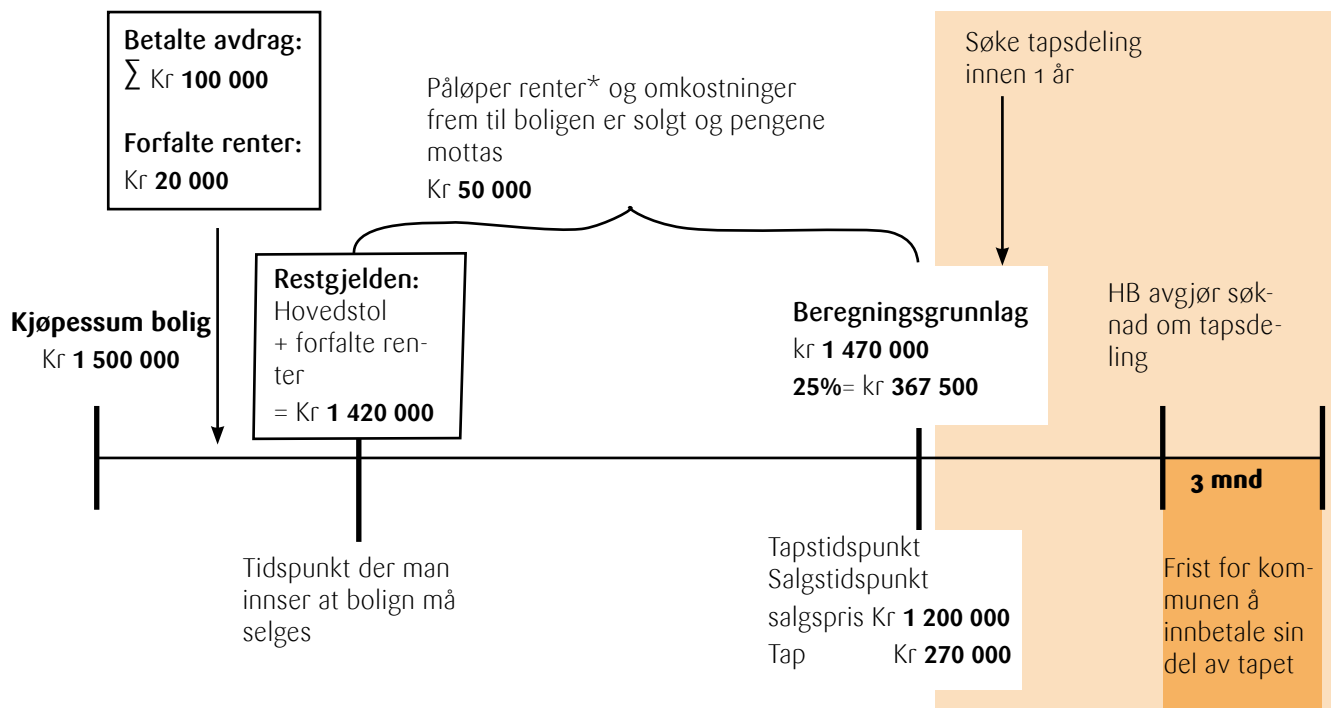 Betalte avdrag:
∑ Kr 100 000
Forfalte renter:
Kr 20 000
Påløper renter* og omkostninger
frem til boligen er solgt og pengene
mottas
Kr 50 000
Søke tapsdeling
innen 1 år
Kjøpessum bolig
Kr 1 500 000
Restgjelden:
Hovedstol
+ forfalte ren-
ter
= Kr 1 420 000
Beregningsgrunnlag
kr 1 470 000
25%= kr 367 500
HB avgjør søk-
nad om tapsde-
ling
3 mnd
Tidspunkt der man
innser at bolign må
selges
Tapstidspunkt
Salgstidspunkt
salgspris Kr 1 200 000
Tap Kr 270 000
Frist for kom-
munen å
innbetale sin
del av tapet